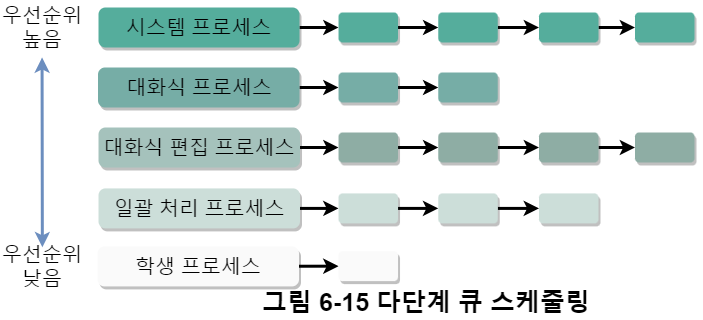 우선순위
높음
시스템 프로세스
대화식 프로세스
대화식 편집 프로세스
일괄 처리 프로세스
우선순위
낮음
학생 프로세스
그림 6-15 다단계 큐 스케줄링